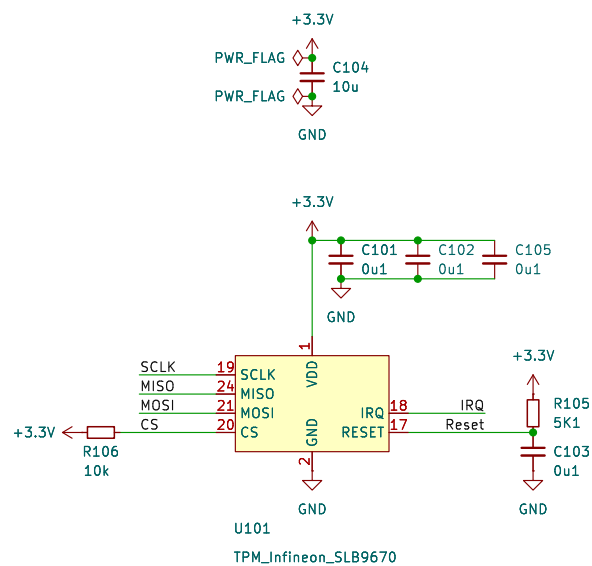 +3.3V
PWR_FLAG
C104
10u
PWR_FLAG
GND
+3.3V
C101
0u1
C102
0u1
C105
0u1
GND
+3.3V
1
VDD
SCLK
19
SCLK
MISO
24
MISO
MOSI
21
MOSI
CS
20
CS
+3.3V
R106
10k
GND
2
IRQ
18
IRQ
RESET
17
Reset
R105
5K1
C103
0u1
GND
GND
U101
TPM_Infineon_SLB9670